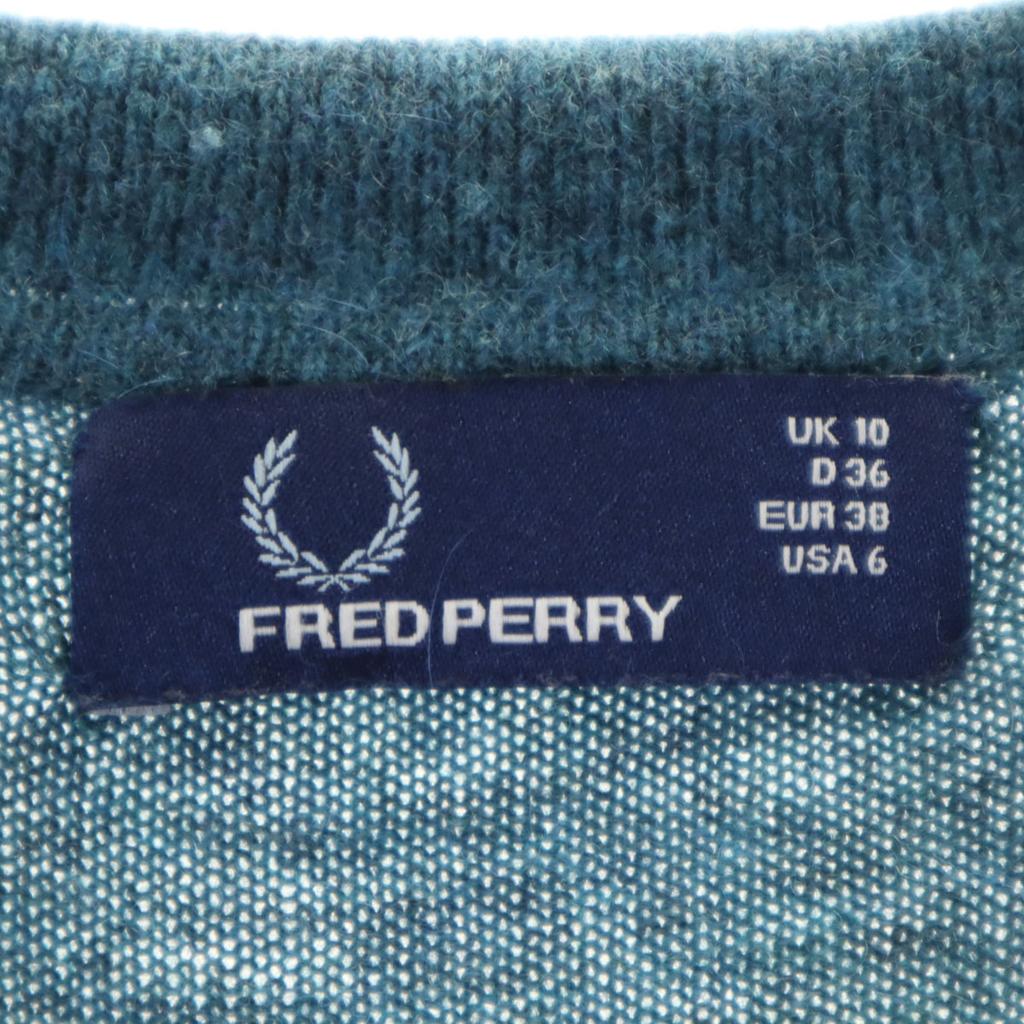 UK 10
D 36
EUR 38
USA 6
FRED PERRY